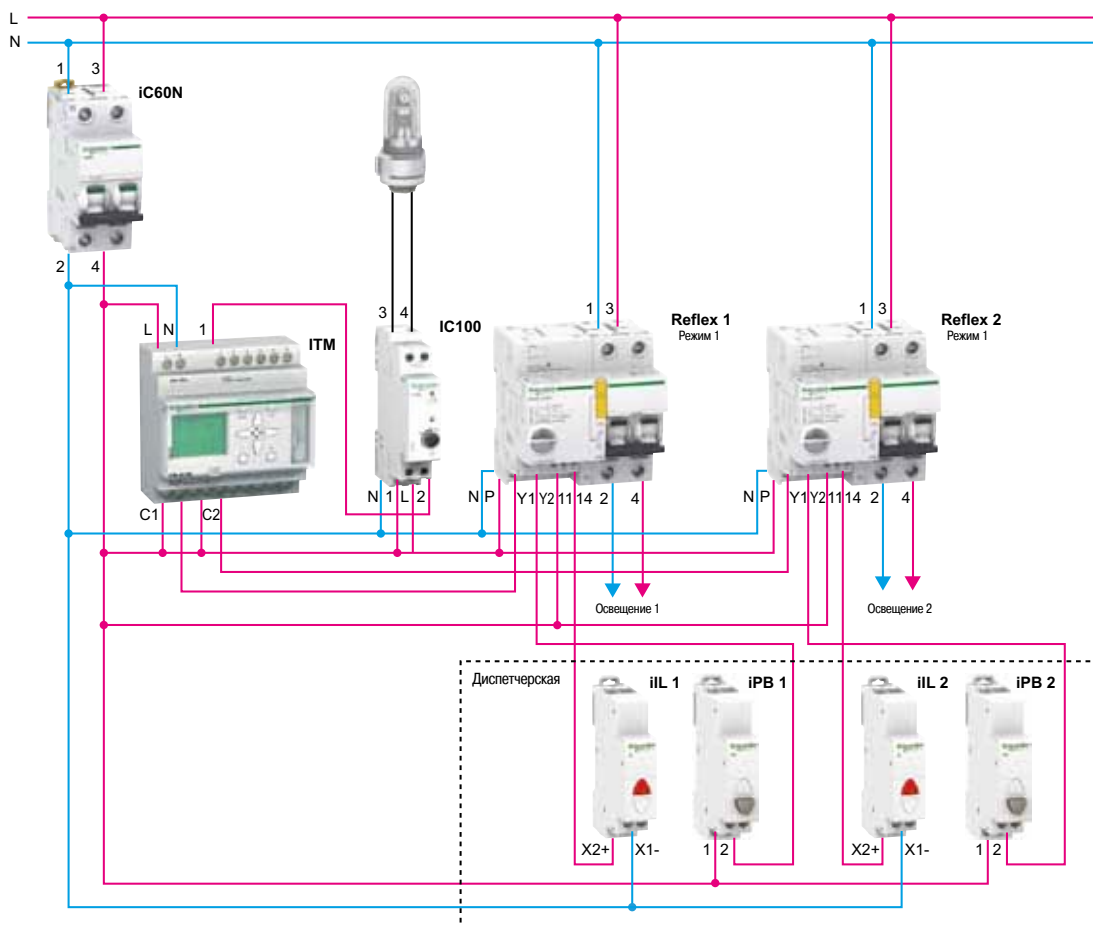 L
N
1 3
iC60N
2 4
L N 1
ITM
3 4
IC100
1 3
Reflex 1
Режим 1
1 3
Reflex 2
Режим 1
C1 C2
N 1 L 2
N P Y1 Y2 11 14 2 4
N P Y1 Y2 11 14 2 4
Освещение 1
Освещение 2
Диспетчерская
iIL 1
iPB 1
iIL 2
iPB 2
X2+ X1-
1 2
X2+ X1-
1 2